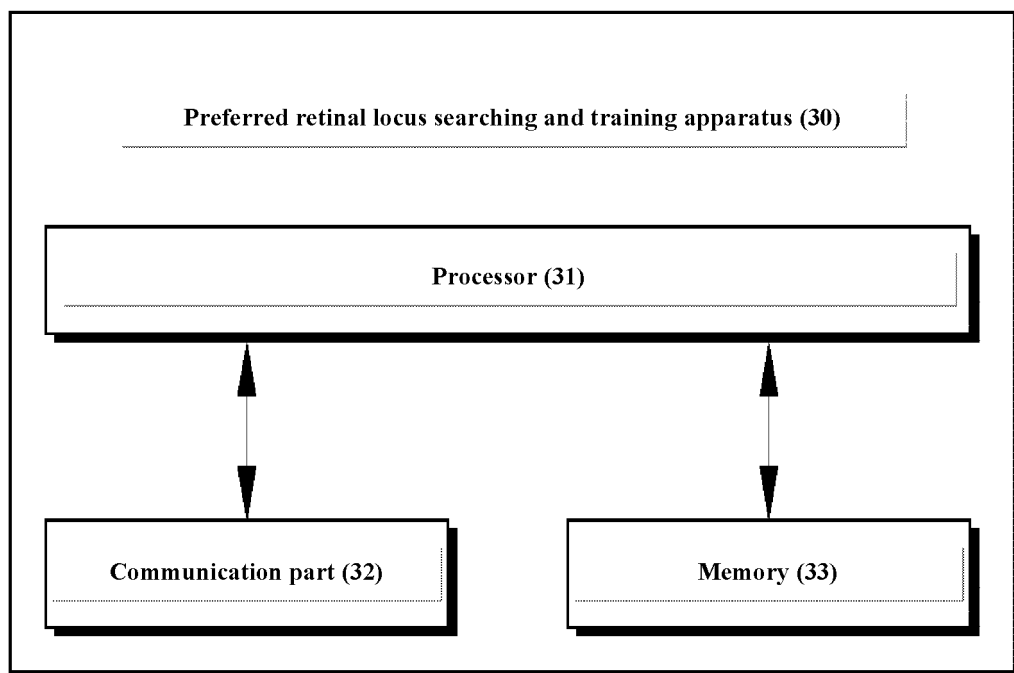 Preferred retinal locus searching and training apparatus (30)
Processor (31)
Communication part (32)
Memory (33)